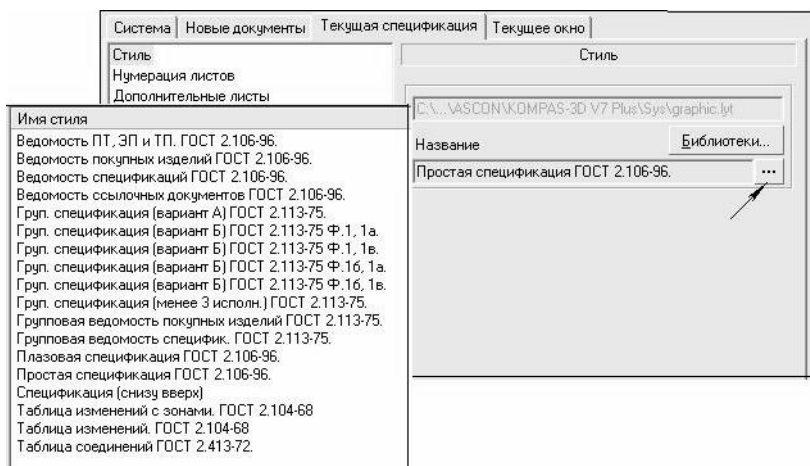 Система Новые документы Текущая спецификация Текущее окно
Стиль
Нумерация листов
Дополнительные листы
Стиль
C:\...\ASCON\KOMPAS-3D V7 Plus\Sys\graphic.lyt
Название
Библиотеки...
Простая спецификация ГОСТ 2.106-96.
...
Имя стиля
Ведомость ПТ, ЭП и ТП. ГОСТ 2.106-96.
Ведомость покупных изделий ГОСТ 2.106-96.
Ведомость спецификаций ГОСТ 2.106-96.
Ведомость ссылочных документов ГОСТ 2.106-96.
Груп. спецификация (вариант А) ГОСТ 2.113-75.
Груп. спецификация (вариант Б) ГОСТ 2.113-75 Ф.1, 1а.
Груп. спецификация (вариант Б) ГОСТ 2.113-75 Ф.1, 1в.
Груп. спецификация (вариант Б) ГОСТ 2.113-75 Ф.1б, 1а.
Груп. спецификация (вариант Б) ГОСТ 2.113-75 Ф.1б, 1в.
Груп. спецификация (менее 3 исполн.) ГОСТ 2.113-75.
Групповая ведомость покупных изделий ГОСТ 2.113-75.
Групповая ведомость специфик. ГОСТ 2.113-75.
Плазовая спецификация ГОСТ 2.106-96.
Простая спецификация ГОСТ 2.106-96.
Спецификация (снизу вверх)
Таблица изменений с зонами. ГОСТ 2.104-68
Таблица изменений. ГОСТ 2.104-68
Таблица соединений ГОСТ 2.413-72.